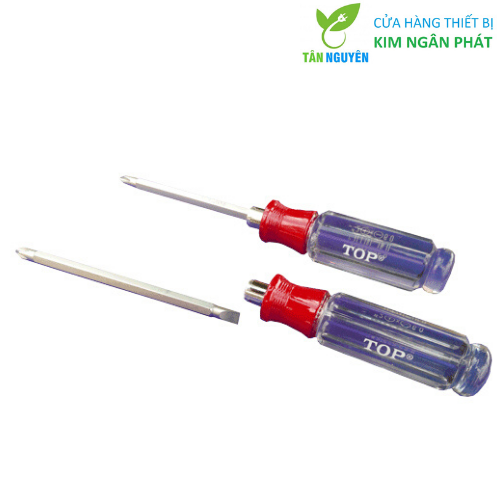 TÂN NGUYÊN
CỬA HÀNG THIẾT BỊ
KIM NGÂN PHÁT
TOP®
TOP®